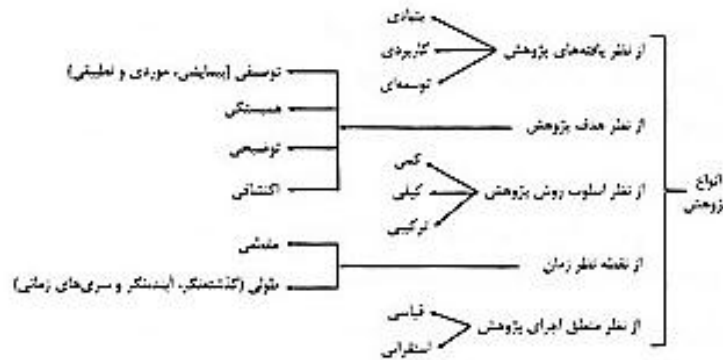 انواع
پژوهش
از نظر یافته‌های پژوهش
بنیادی
کاربردی
توسعه‌ای
از نظر هدف پژوهش
توصیفی (پیمایشی، موردی و تطبیقی)
همبستگی
توضیحی
اکتشافی
از نظر اسلوب روش پژوهش
کمی
کیفی
ترکیبی
از نقطه نظر زمان
مقطعی
طولی (گذشته‌نگر، آینده‌نگر و سری‌های زمانی)
از نظر منطق اجرای پژوهش
قیاسی
استقرائی